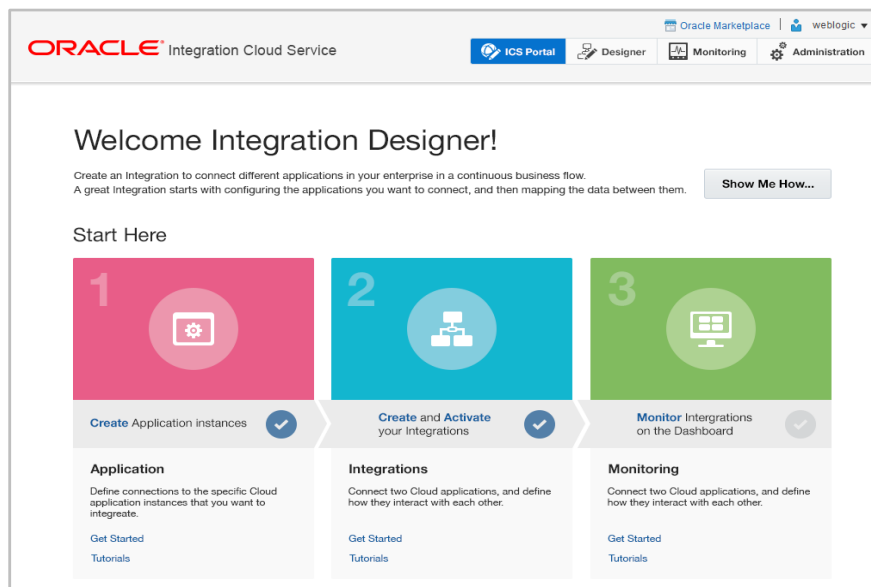 Oracle Marketplace | weblogic
ORACLE® Integration Cloud Service
ICS Portal Designer Monitoring Administration
Welcome Integration Designer!
Create an Integration to connect different applications in your enterprise in a continuous business flow.
A great Integration starts with configuring the applications you want to connect, and then mapping the data between them.
Show Me How...
Start Here
1
Create Application instances
Application
Define connections to the specific Cloud
application instances that you want to
integreate.
Get Started
Tutorials
2
Create and Activate
your Integrations
Integrations
Connect two Cloud applications, and define
how they interact with each other.
Get Started
Tutorials
3
Monitor Intergrations
on the Dashboard
Monitoring
Connect two Cloud applications, and define
how they interact with each other.
Get Started
Tutorials